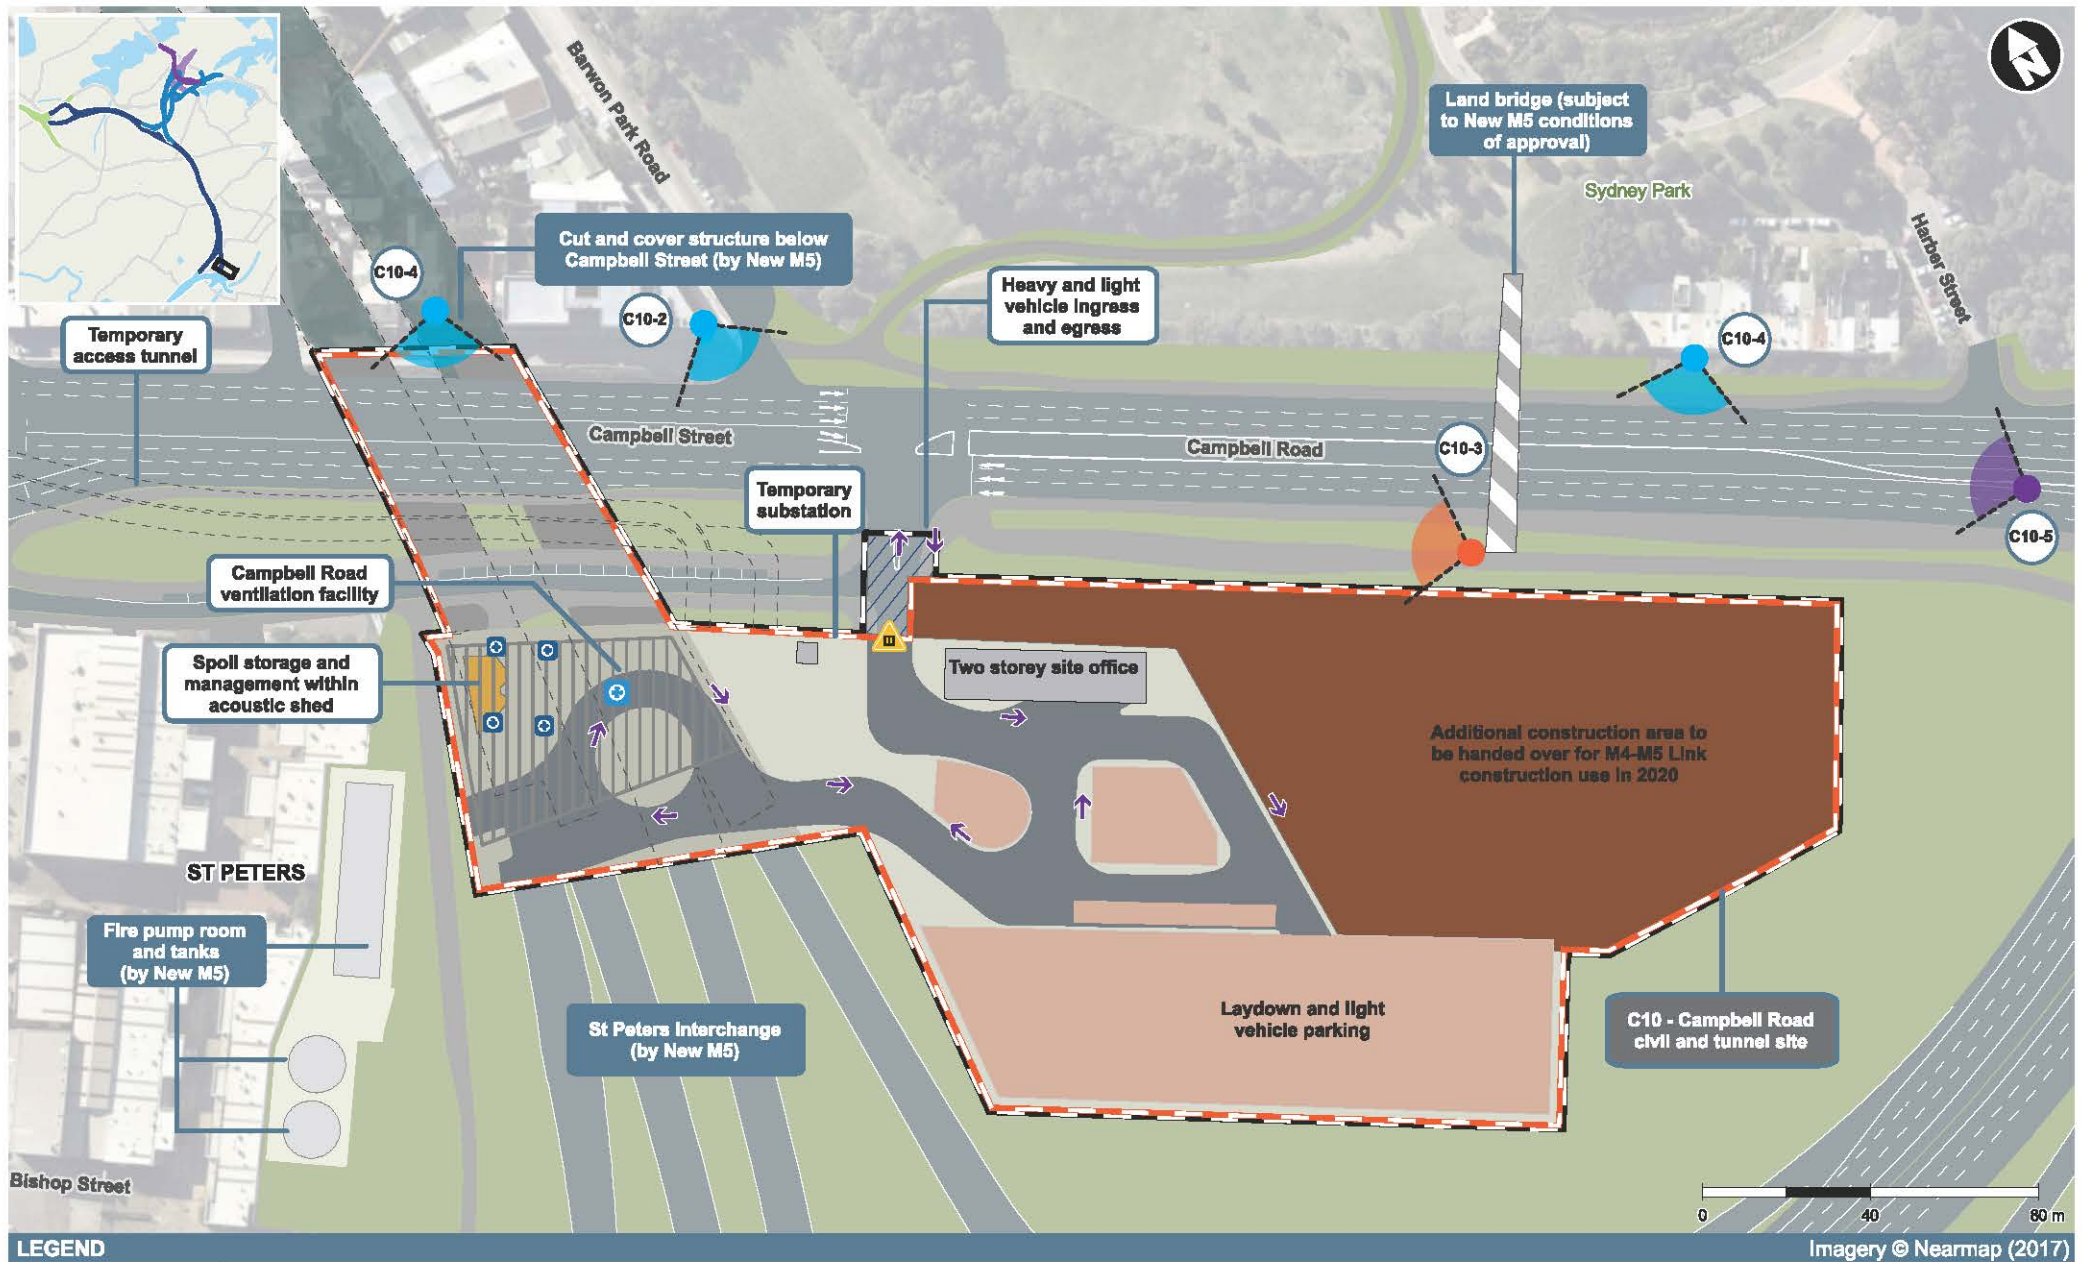 Barwon Park Road
Land bridge (subject
to New M5 conditions
of approval)
Sydney Park
Harber Street
N
Cut and cover structure below
Campbell Street (by New M5)
C10-4
C10-2
Heavy and light
vehicle ingress
and egress
Temporary
access tunnel
C10-4
Campbell Street
Campbell Road
C10-3
Temporary
substation
C10-5
Campbell Road
ventilation facility
Spoil storage and
management within
acoustic shed
Two storey site office
Additional construction area to
be handed over for M4-M5 Link
construction use in 2020
ST PETERS
Fire pump room
and tanks
(by New M5)
St Peters Interchange
(by New M5)
Laydown and light
vehicle parking
C10 - Campbell Road
civil and tunnel site
Bishop Street
0 40 80 m
LEGEND
Imagery © Nearmap (2017)